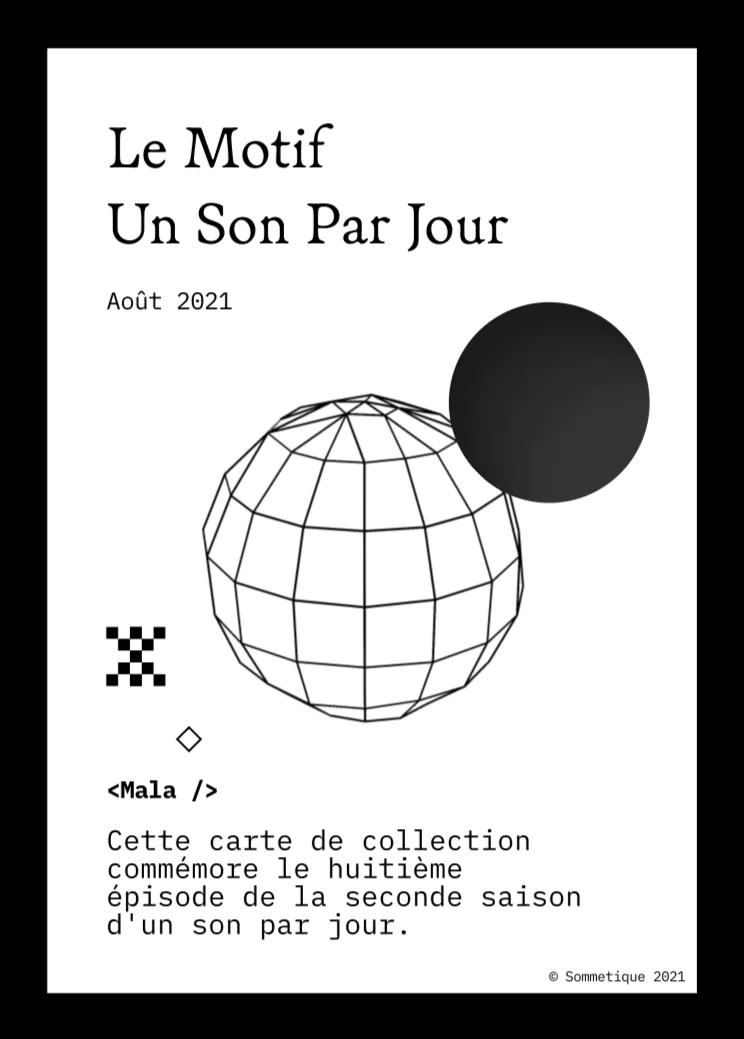 Le Motif
Un Son Par Jour
Août 2021
<Mala />
Cette carte de collection
commémore le huitième
épisode de la seconde saison
d'un son par jour.
© Sommetique 2021